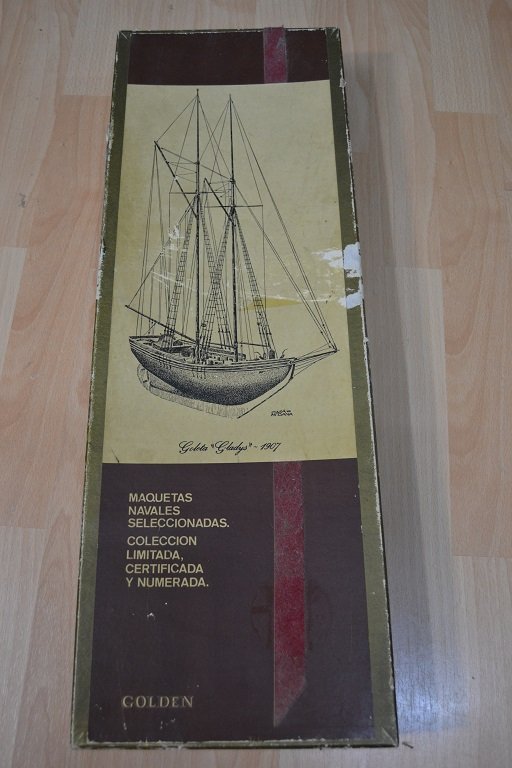 Goleta "Gladys" - 1907
MAQUETAS
NAVALES
SELECCIONADAS.
COLECCION
LIMITADA,
CERTIFICADA
Y NUMERADA.
GOLDEN